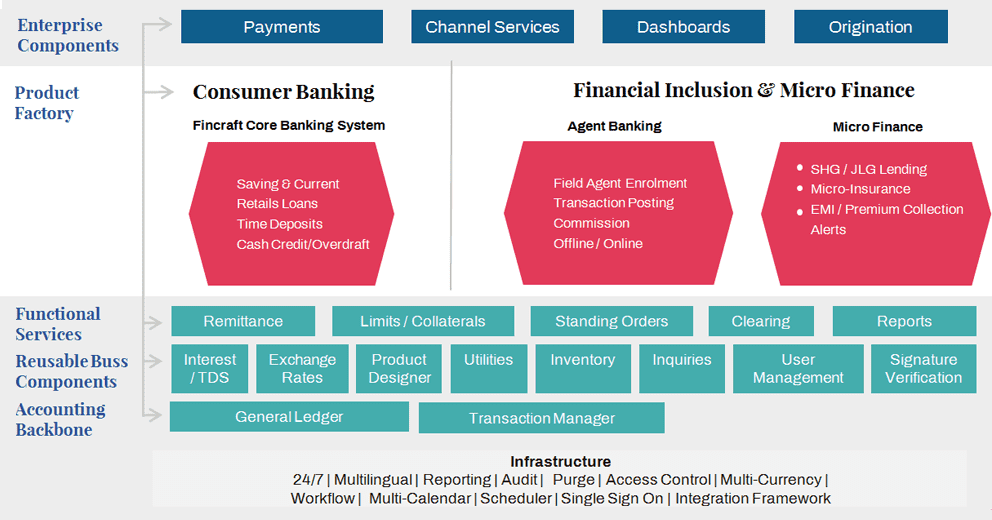 Enterprise
Components
Payments
Channel Services
Dashboards
Origination
Product
Factory
Consumer Banking
Financial Inclusion & Micro Finance
Fincraft Core Banking System
Agent Banking
Micro Finance
Saving & Current
Retails Loans
Time Deposits
Cash Credit/Overdraft
Field Agent Enrolment
Transaction Posting
Commission
Offline / Online
• SHG / JLG Lending
• Micro-Insurance
• EMI / Premium Collection
Alerts
Functional
Services
Remittance
Limits / Collaterals
Standing Orders
Clearing
Reports
Reusable Buss
Components
Interest
/ TDS
Exchange
Rates
Product
Designer
Utilities
Inventory
Inquiries
User
Management
Signature
Verification
Accounting
Backbone
General Ledger
Transaction Manager
Infrastructure
24/7 | Multilingual | Reporting | Audit | Purge | Access Control | Multi-Currency |
Workflow | Multi-Calendar | Scheduler | Single Sign On | Integration Framework